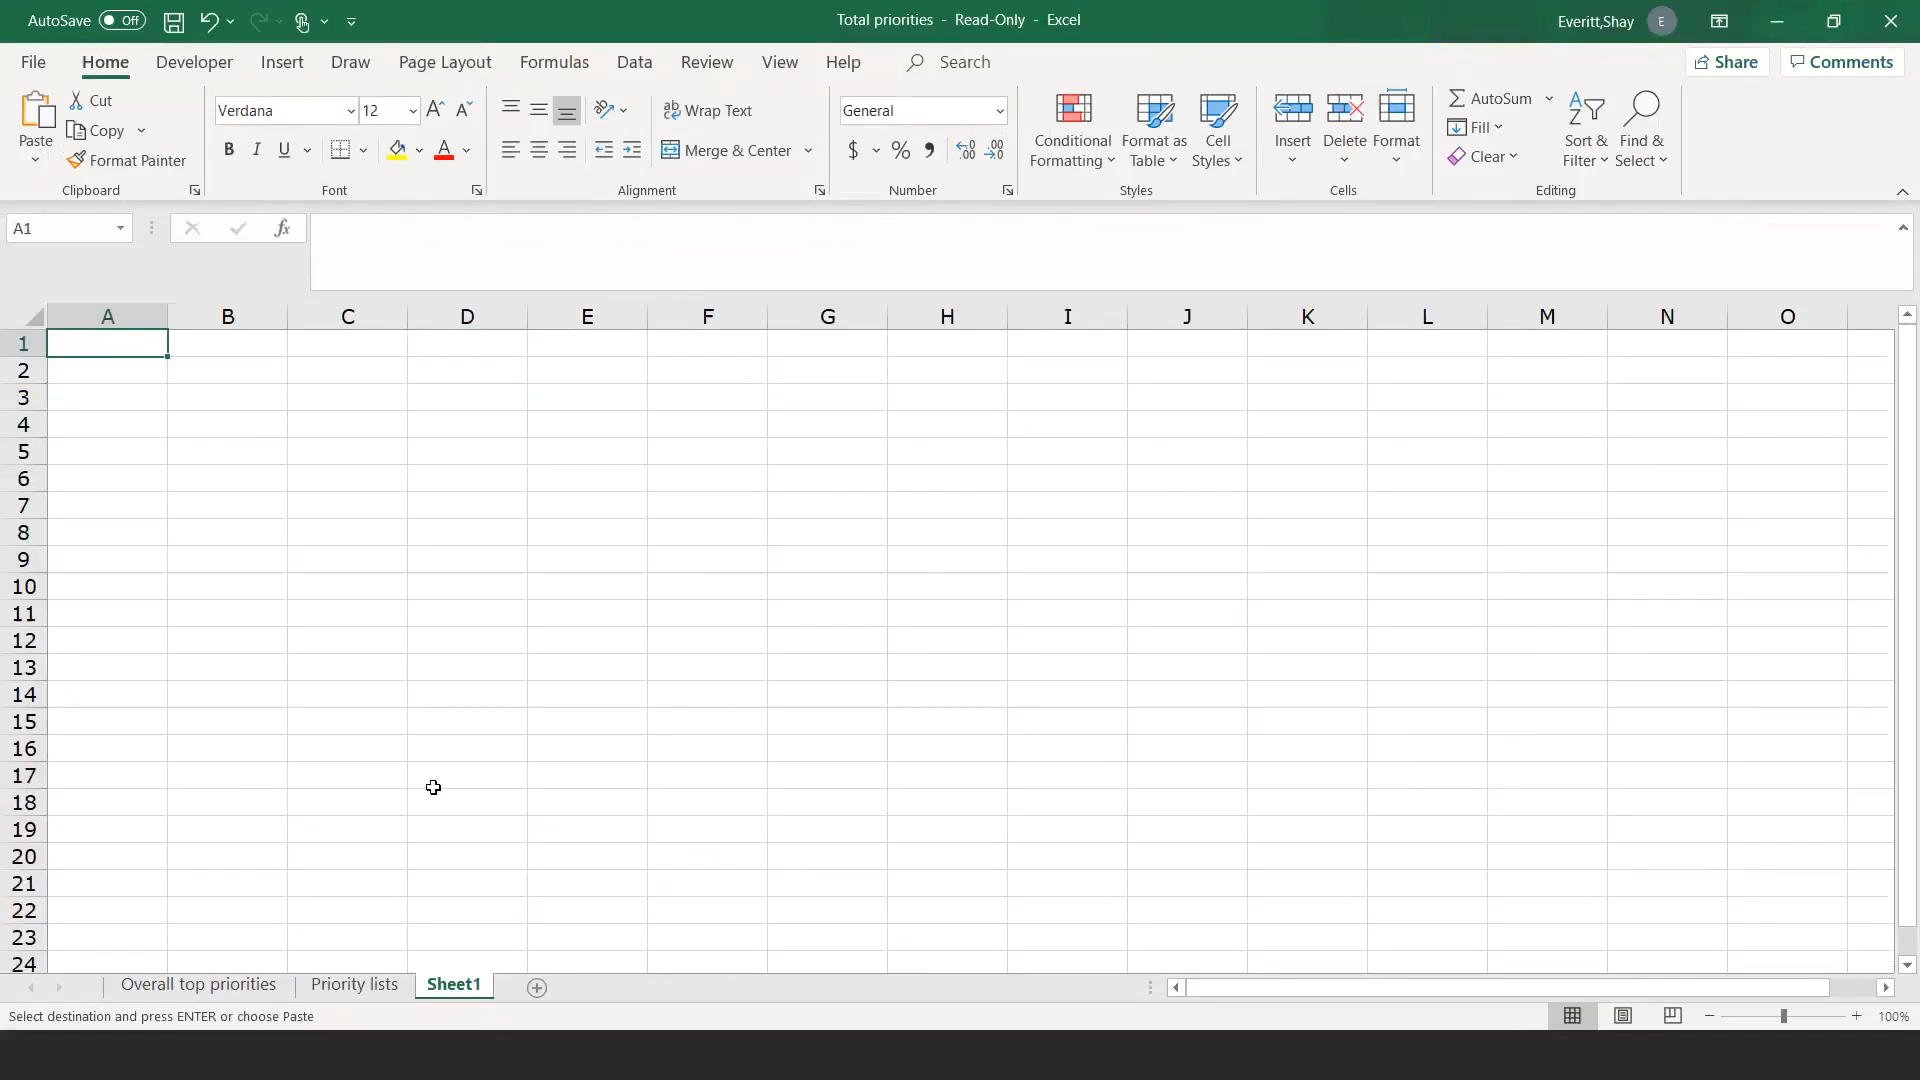 AutoSave Off
Total priorities - Read-Only - Excel
Everitt,Shay E
File Home Developer Insert Draw Page Layout Formulas Data Review View Help Search
Share Comments
Paste
Cut
Copy
Format Painter
Clipboard
Verdana 12 A A
B I U A
Font
ab Wrap Text
Merge & Center
Alignment
General
$ % ,
Number
Conditional Formatting
Format as Table
Cell Styles
Styles
Insert
Delete
Format
Cells
AutoSum
Fill
Clear
Sort & Filter
Find & Select
Editing
A1 fx
A B C D E F G H I J K L M N O
1
2
3
4
5
6
7
8
9
10
11
12
13
14
15
16
17
18
19
20
21
22
23
24
Overall top priorities Priority lists Sheet1
Select destination and press ENTER or choose Paste
100%